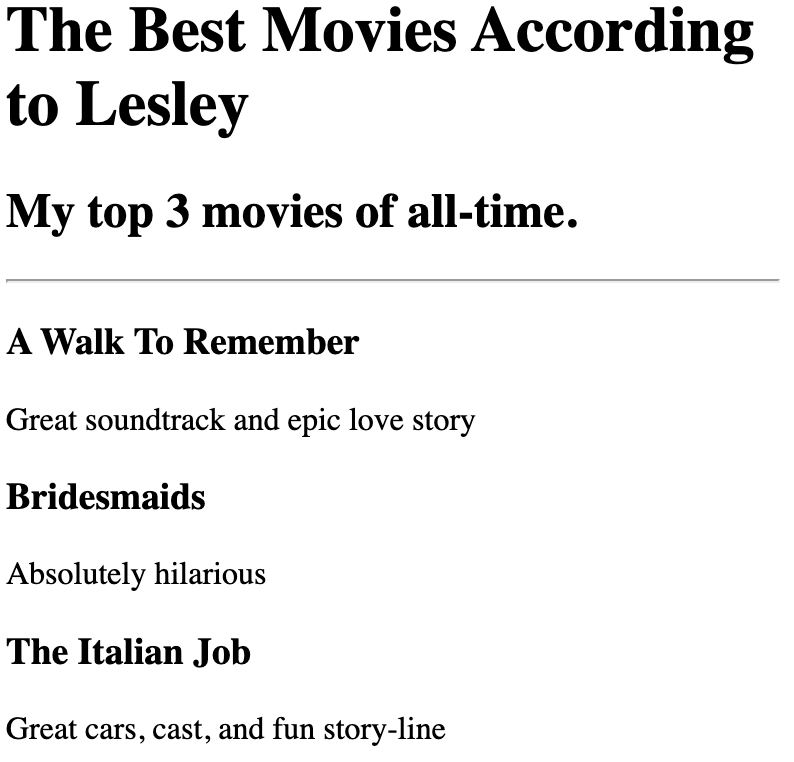 The Best Movies According
to Lesley
My top 3 movies of all-time.
A Walk To Remember
Great soundtrack and epic love story
Bridesmaids
Absolutely hilarious
The Italian Job
Great cars, cast, and fun story-line